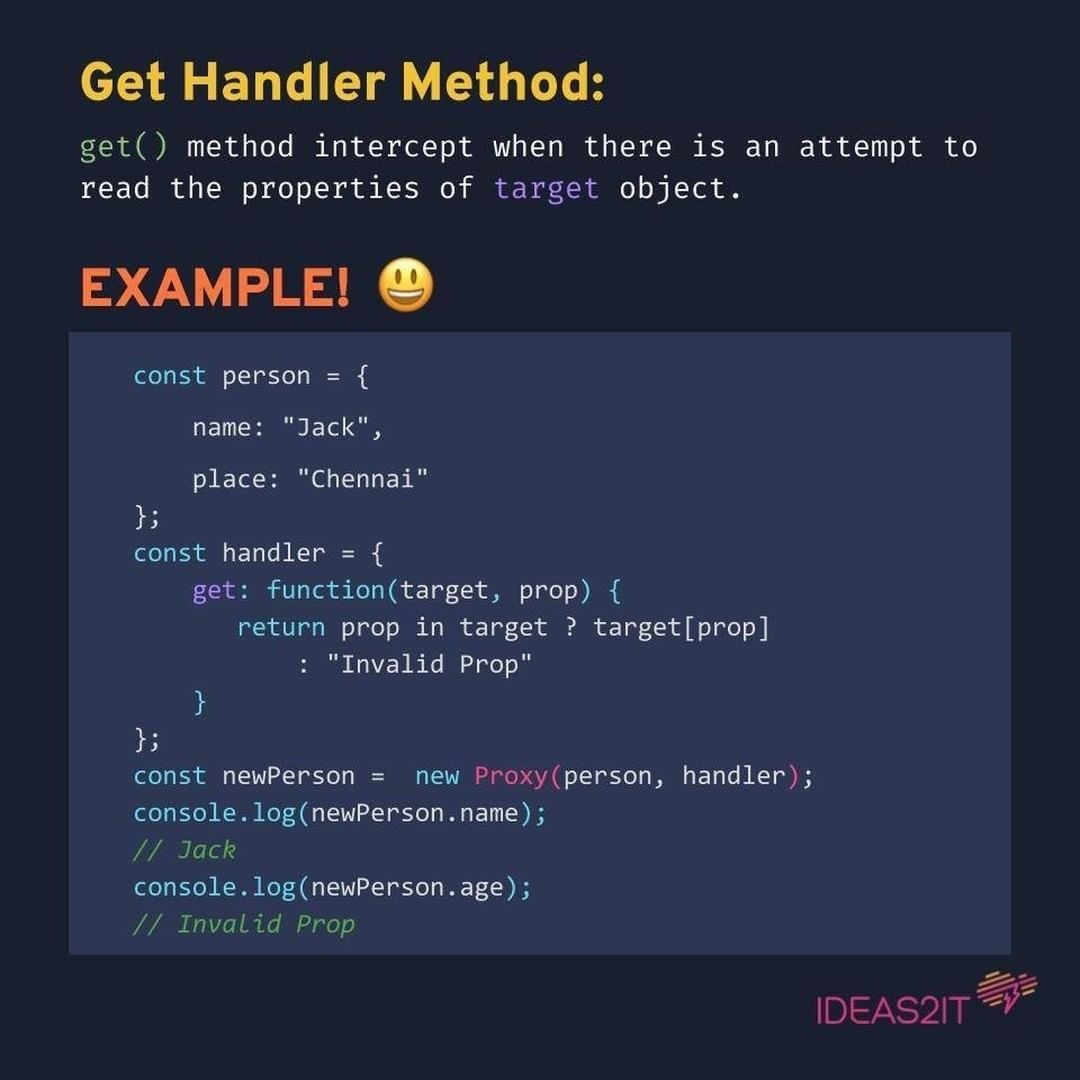 Get Handler Method:
get() method intercept when there is an attempt to
read the properties of target object.
EXAMPLE! 😃
const person = {
    name: "Jack",
    place: "Chennai"
};
const handler = {
    get: function(target, prop) {
       return prop in target ? target[prop]
           : "Invalid Prop"
    }
};
const newPerson =  new Proxy(person, handler);
console.log(newPerson.name);
// Jack
console.log(newPerson.age);
// Invalid Prop
IDEAS2IT